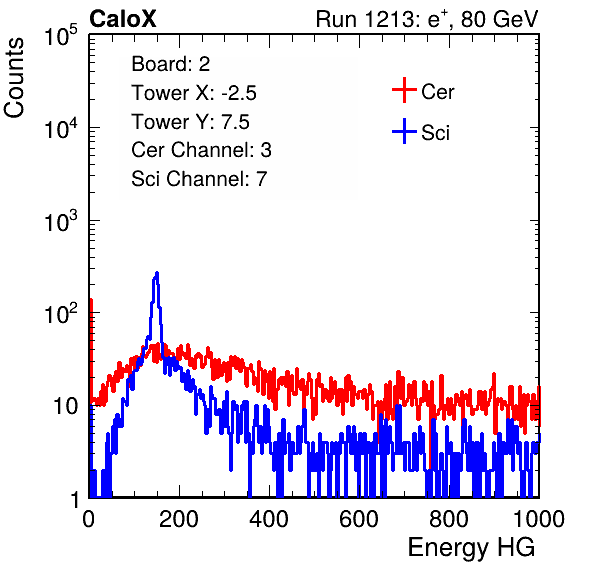 CaloX Run 1213: e⁺, 80 GeV
Counts
Board: 2
Tower X: -2.5
Tower Y: 7.5
Cer Channel: 3
Sci Channel: 7
Cer
Sci
10⁵
10⁴
10³
10²
10
1
0 200 400 600 800 1000
Energy HG